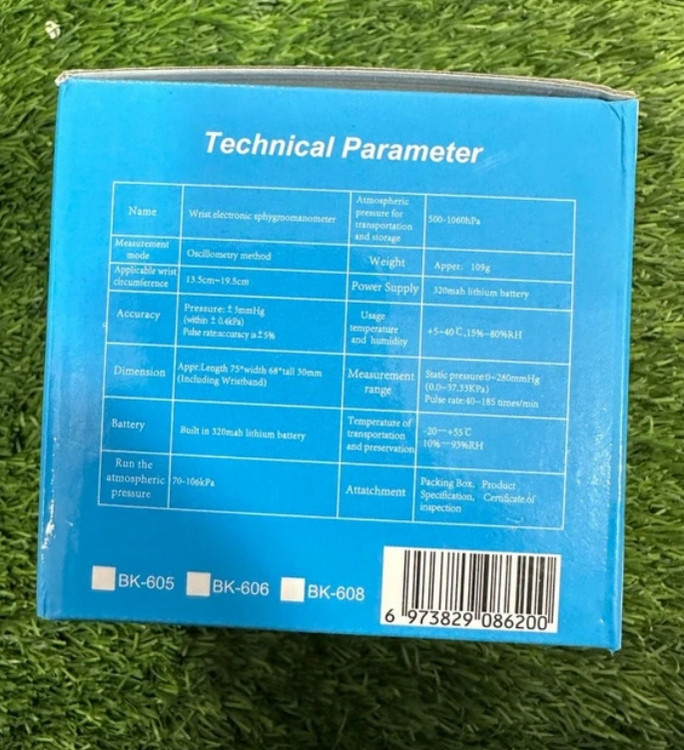 Technical Parameter
Name
Wrist electronic sphygmomanometer
Atmospheric
pressure for
transportation
and storage
500-1060hPa
Measurement
mode
Oscillometry method
Weight
Apper: 109g
Applicable wrist
circumference
13.5cm~19.5cm
Power Supply
320mah lithium battery
Accuracy
Pressure: ± 3mmHg
(within ± 0.4kPa)
Pulse rate:accuracy is±5%
Usage
temperature
and humidity
+5~40℃,15%~80%RH
Dimension
Appr.Length 75*width 68*tall 30mm
(Including Wristband)
Measurement
range
Static pressure:0~280mmHg
(0.0~37.33KPa)
Pulse rate:40~185 times/min
Battery
Built in 320mah lithium battery
Temperature of
transportation
and preservation
-20~+55℃
10%~93%RH
Run the
atmospheric
pressure
70-106kPa
Attatchment
Packing Box, Product
Specification, Certificate of
inspection
BK-605 BK-606 BK-608
6 973829 086200